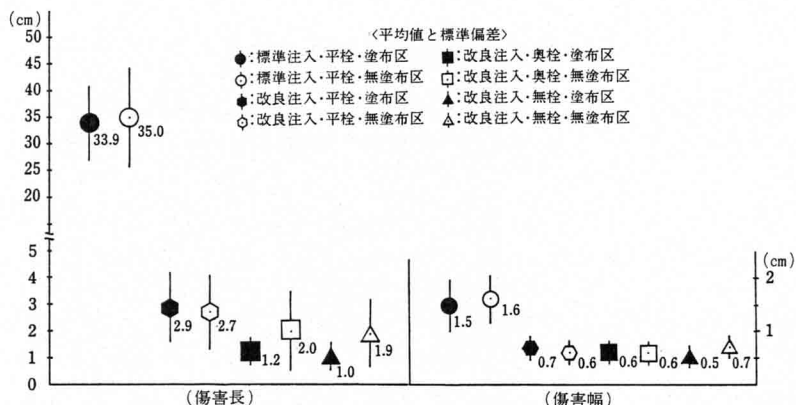 (cm)
〈平均値と標準偏差〉
:標準注入・平栓・塗布区
:改良注入・奥栓・塗布区
:標準注入・平栓・無塗布区
:改良注入・奥栓・無塗布区
:改良注入・平栓・塗布区
:改良注入・無栓・塗布区
:改良注入・平栓・無塗布区
:改良注入・無栓・無塗布区
50
45
40
35
30
25
20
33.9
35.0
5
4
3
2
1
0
2.9
2.7
1.2
2.0
1.0
1.9
(cm)
2
1
1.5
1.6
0.7
0.6
0.6
0.6
0.5
0.7
(傷害長)
(傷害幅)